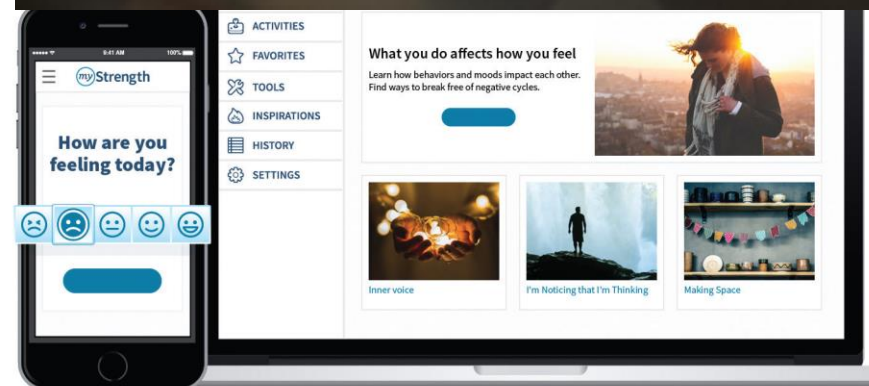 9:41 AM 100%
myStrength
How are you
feeling today?
ACTIVITIES
FAVORITES
TOOLS
INSPIRATIONS
HISTORY
SETTINGS
What you do affects how you feel
Learn how behaviors and moods impact each other.
Find ways to break free of negative cycles.
Inner voice
I'm Noticing that I'm Thinking
Making Space